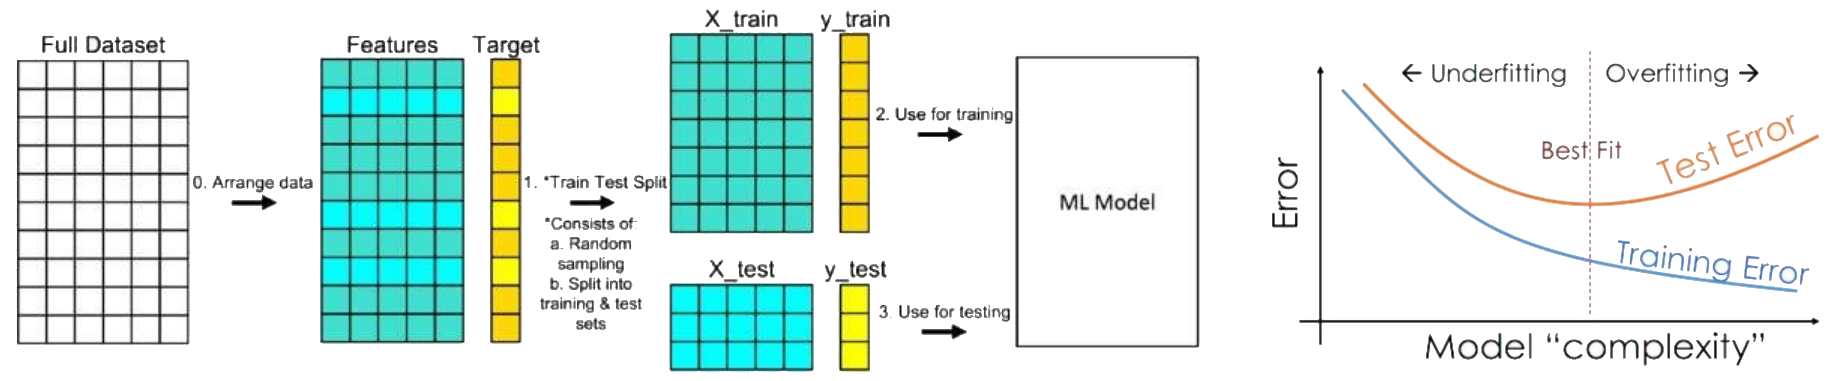 Full Dataset
0. Arrange data
Features
Target
1. *Train Test Split
*Consists of
a. Random
sampling
b. Split into
training & test
sets
X_train
y_train
X_test
y_test
2. Use for training
3. Use for testing
ML Model
← Underfitting
Overfitting →
Best Fit
Test Error
Training Error
Error
Model “complexity”